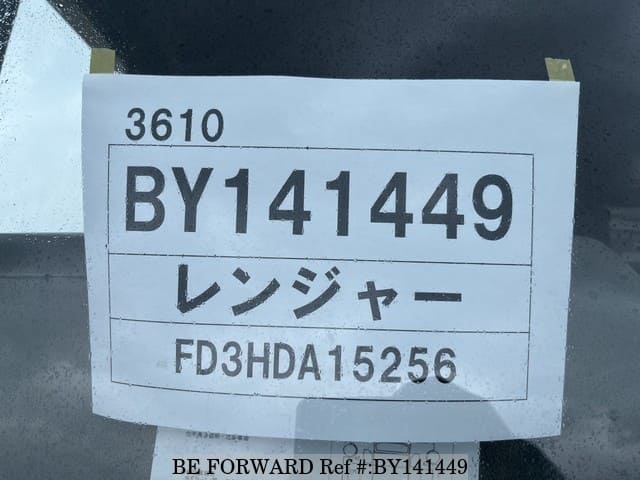 3610
BY141449
レンジャー
FD3HDA15256
BE FORWARD Ref #:BY141449